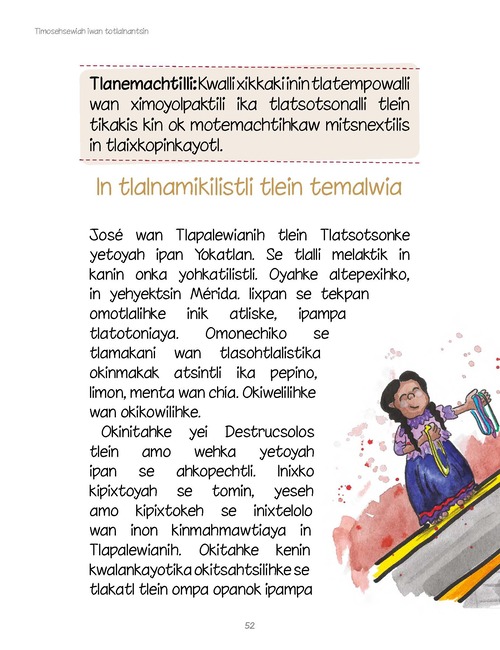 Timosehsewiah iwan totlalnantsin
Tlanemachtilli: Kwalli xikkaki inin tlatempowalli
wan ximoyolpaktili ika tlatsotsonalli tlein
tikakis kin ok motemachtihkaw mitsnextilis
in tlaixkopinkayotl.
In tlalnamikilistli tlein temalwia
José wan Tlapalewianih tlein Tlatsotsonke
yetoyah ipan Yokatlan. Se tlalli melaktik in
kanin onka yohkatilistli. Oyahke altepexihko,
in yehyektsin Mérida. Iixpan se tekpan
omotlalihke inik atliske, ipampa
tlatotoniaya. Omonechiko se
tlamakani wan tlasohtlalistika
okinmakak atsintli ika pepino,
limon, menta wan chía. Okiwelilihke
wan okikowilihke.
Okinitahke yei Destrucsolos
tlein amo wehka yetoyah
ipan se ahkopechtli. Inixko
kipixtoyah se tomin, yeseh
amo kipixtokeh se inixtelolo
wan inon kinmahmawtiaya in
Tlapalewianih. Okitahke kenin
kwalankayotika okitsahtsilihke se
tlakatl tlein ompa opanok ipampa
52